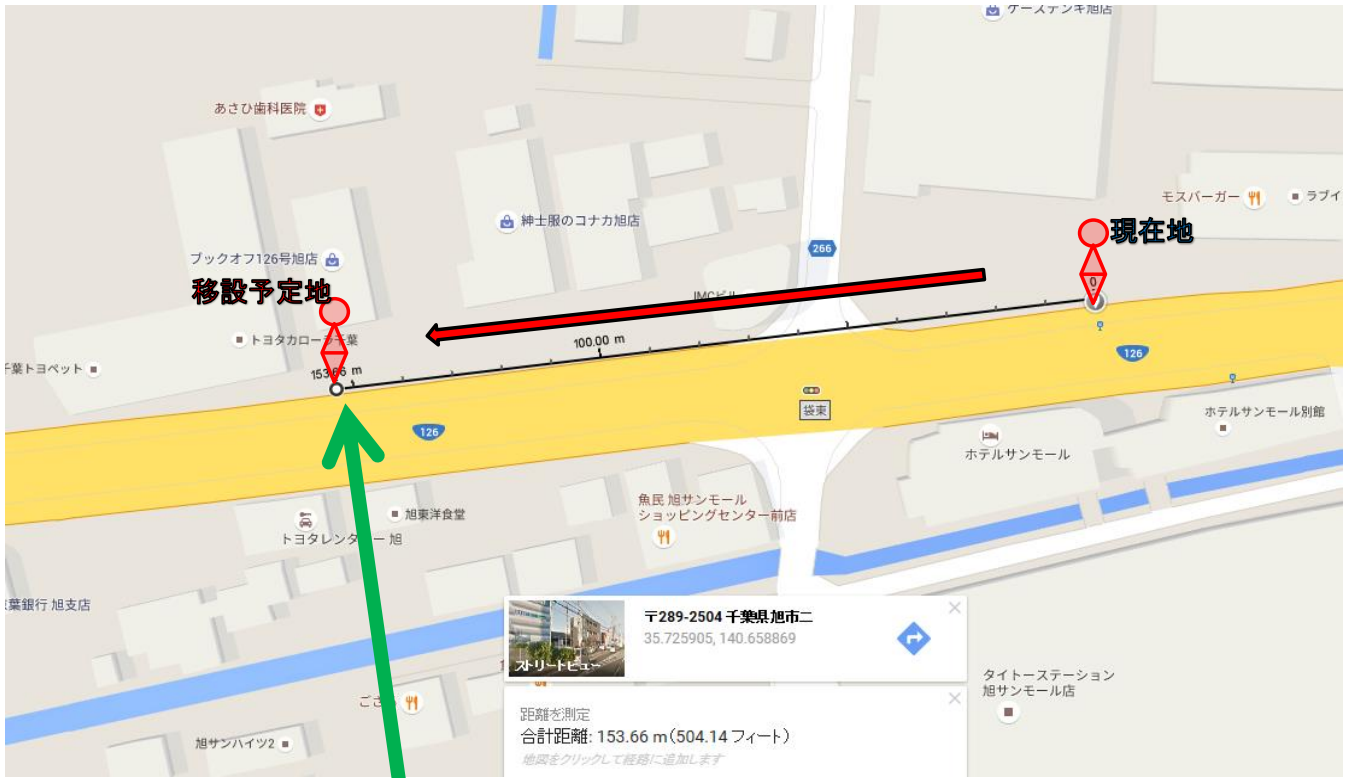 ケーズデンキ旭店
あさひ歯科医院
モスバーガー
ラブイ
紳士服のコナカ旭店
現在地
266
ブックオフ126号旭店
移設予定地
0
IMCビル
トヨタカローラ千葉
100.00 m
126
千葉トヨペット
153.66 m
袋東
ホテルサンモール別館
126
ホテルサンモール
魚民 旭サンモール
ショッピングセンター前店
旭東洋食堂
トヨタレンタカー 旭
葉銀行 旭支店
〒289-2504 千葉県旭市二
35.725905, 140.658869
ストリートビュー
タイトーステーション
旭サンモール店
距離を測定
合計距離: 153.66 m(504.14 フィート)
地図をクリックして経路に追加します
旭サンハイツ2